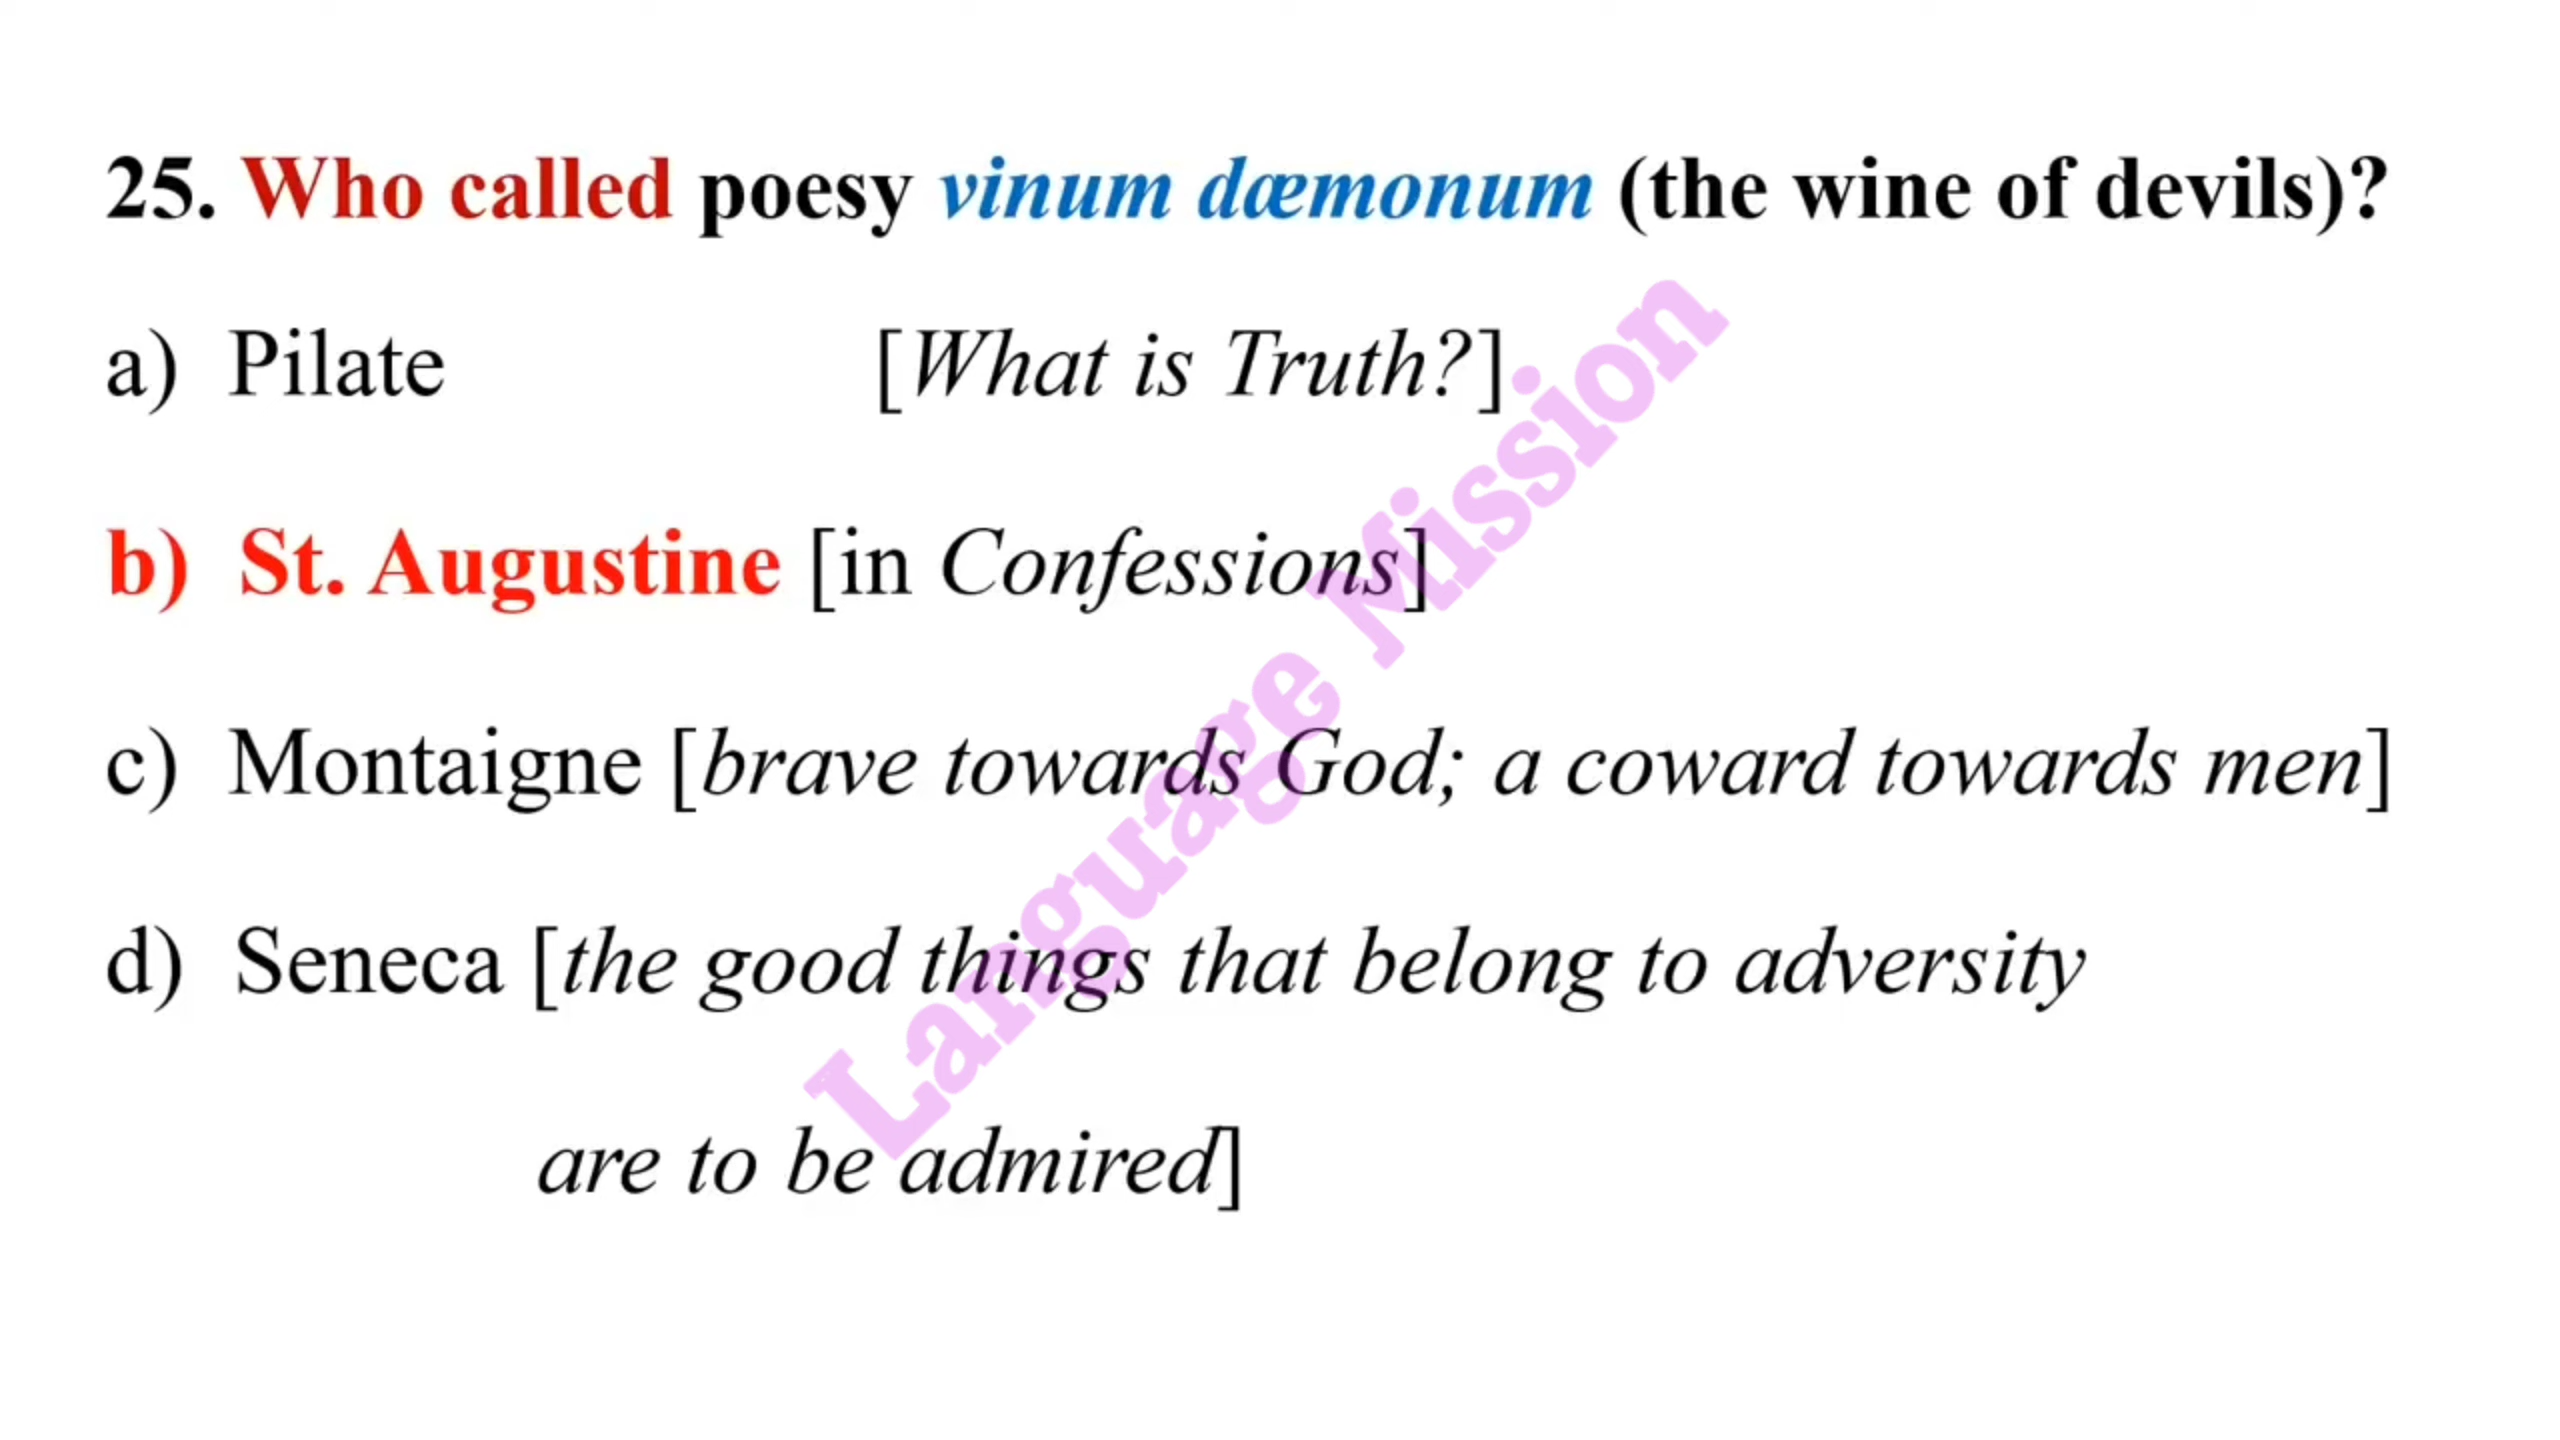 25. Who called poesy vinum dæmonum (the wine of devils)?
a) Pilate [What is Truth?]
b) St. Augustine [in Confessions]
c) Montaigne [brave towards God; a coward towards men]
d) Seneca [the good things that belong to adversity
are to be admired]
Language Mission